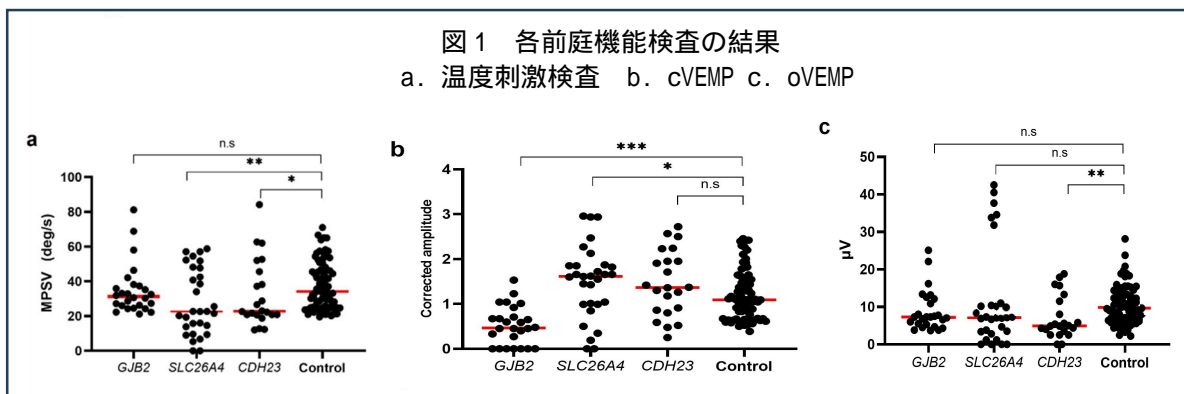 図1 各前庭機能検査の結果
a. 温度刺激検査 b. cVEMP c. oVEMP
a
n.s
**
*
MPSV (deg/s)
100
80
60
40
20
0
GJB2 SLC26A4 CDH23 Control
b
***
*
n.s
Corrected amplitude
4
3
2
1
0
GJB2 SLC26A4 CDH23 Control
c
n.s
n.s
**
µV
50
40
30
20
10
0
GJB2 SLC26A4 CDH23 Control